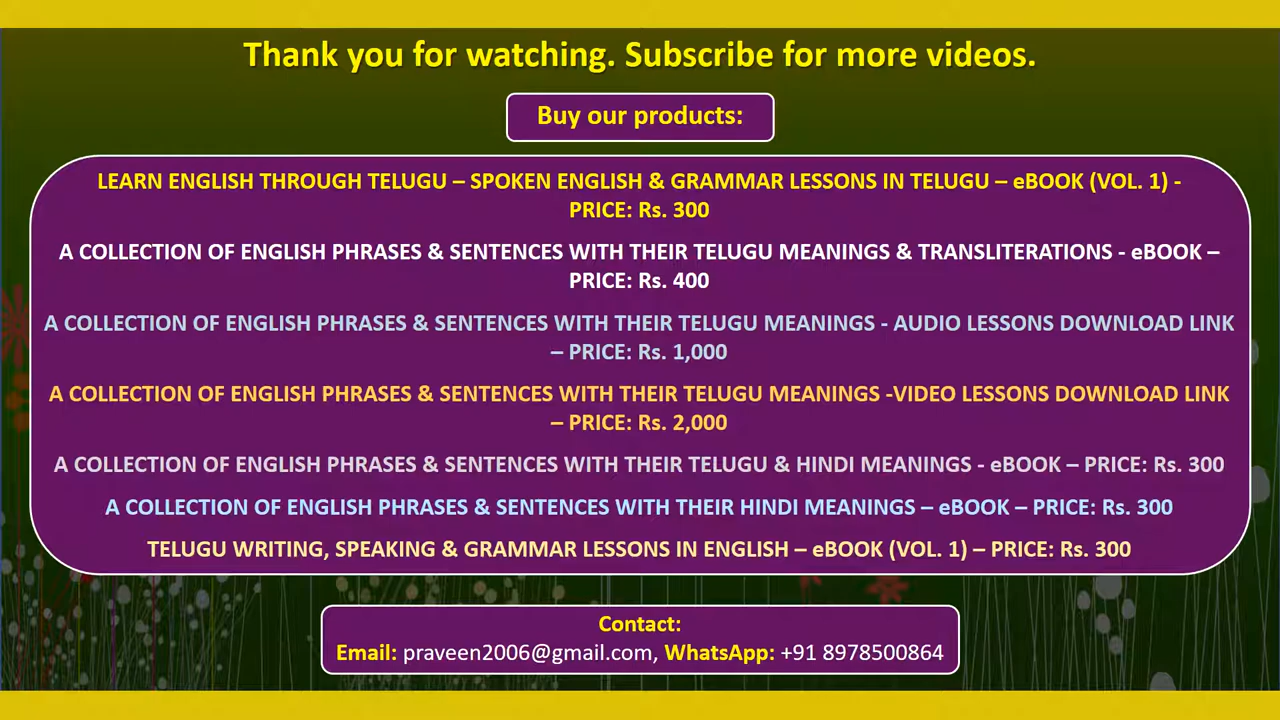 Thank you for watching. Subscribe for more videos.
Buy our products:
LEARN ENGLISH THROUGH TELUGU – SPOKEN ENGLISH & GRAMMAR LESSONS IN TELUGU – eBOOK (VOL. 1) -
PRICE: Rs. 300
A COLLECTION OF ENGLISH PHRASES & SENTENCES WITH THEIR TELUGU MEANINGS & TRANSLITERATIONS - eBOOK –
PRICE: Rs. 400
A COLLECTION OF ENGLISH PHRASES & SENTENCES WITH THEIR TELUGU MEANINGS - AUDIO LESSONS DOWNLOAD LINK
– PRICE: Rs. 1,000
A COLLECTION OF ENGLISH PHRASES & SENTENCES WITH THEIR TELUGU MEANINGS -VIDEO LESSONS DOWNLOAD LINK
– PRICE: Rs. 2,000
A COLLECTION OF ENGLISH PHRASES & SENTENCES WITH THEIR TELUGU & HINDI MEANINGS - eBOOK – PRICE: Rs. 300
A COLLECTION OF ENGLISH PHRASES & SENTENCES WITH THEIR HINDI MEANINGS – eBOOK – PRICE: Rs. 300
TELUGU WRITING, SPEAKING & GRAMMAR LESSONS IN ENGLISH – eBOOK (VOL. 1) – PRICE: Rs. 300
Contact:
Email: praveen2006@gmail.com, WhatsApp: +91 8978500864